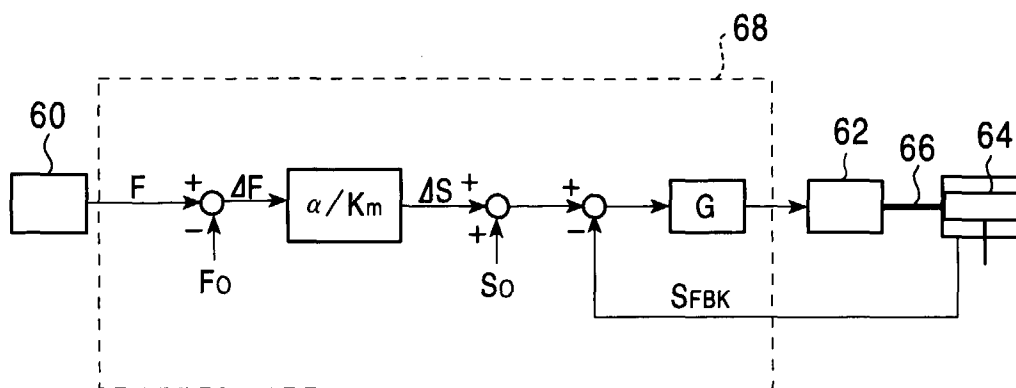 68
60
62
66
64
F
+
−
ΔF
α/Km
ΔS
+
+
+
−
G
Fo
So
SFBK